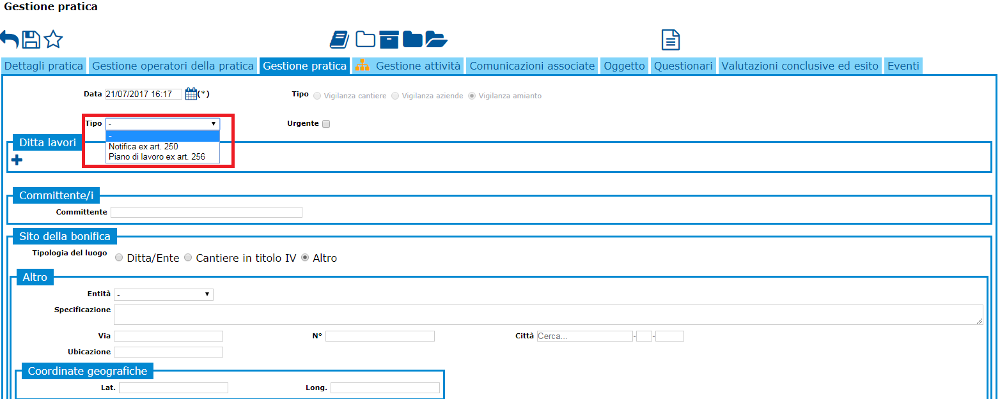 Gestione pratica
Dettagli pratica Gestione operatori della pratica Gestione pratica Gestione attività Comunicazioni associate Oggetto Questionari Valutazioni conclusive ed esito Eventi
Data 21/07/2017 16:17 (*) Tipo Vigilanza cantiere Vigilanza aziende Vigilanza amianto
Tipo - Urgente
-
Ditta lavori
Notifica ex art. 250
Piano di lavoro ex art. 256
Committente/i
Committente
Sito della bonifica
Tipologia del luogo Ditta/Ente Cantiere in titolo IV Altro
Altro
Entità -
Specificazione
Via N° Città Cerca... - -
Ubicazione
Coordinate geografiche
Lat. Long.